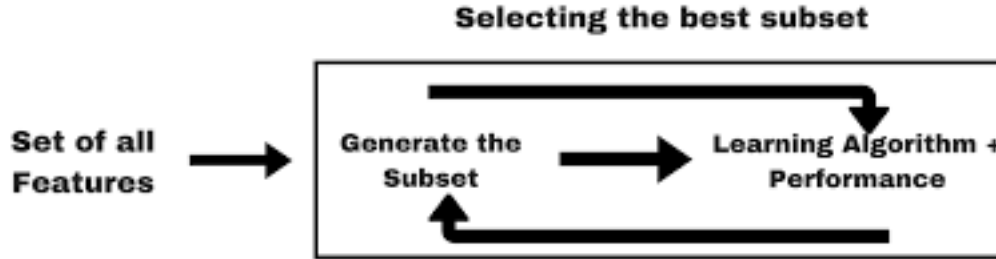 Selecting the best subset
Set of all
Features
Generate the
Subset
Learning Algorithm +
Performance